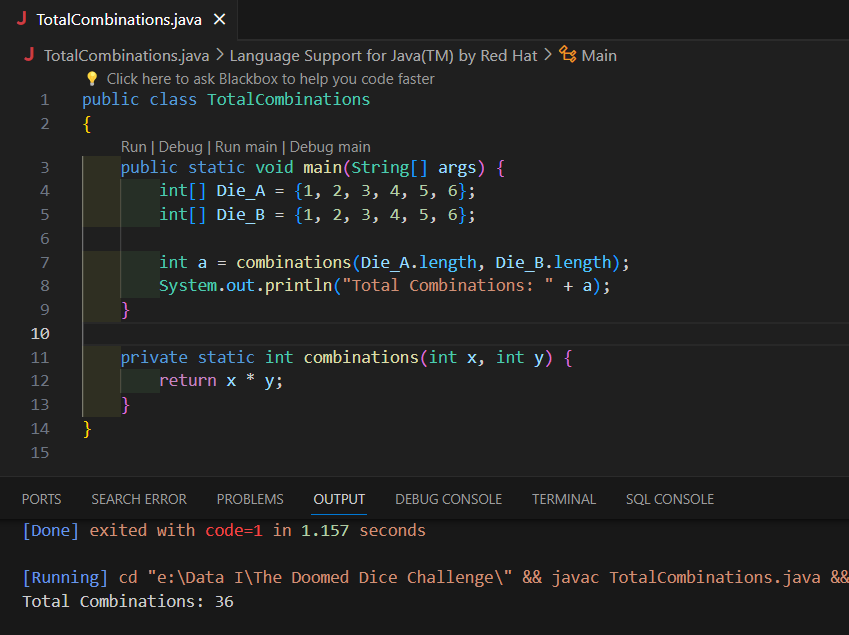 TotalCombinations.java
TotalCombinations.java > Language Support for Java(TM) by Red Hat > Main
Click here to ask Blackbox to help you code faster
1 public class TotalCombinations
2 {
Run | Debug | Run main | Debug main
3 public static void main(String[] args) {
4 int[] Die_A = {1, 2, 3, 4, 5, 6};
5 int[] Die_B = {1, 2, 3, 4, 5, 6};
6
7 int a = combinations(Die_A.length, Die_B.length);
8 System.out.println("Total Combinations: " + a);
9 }
10
11 private static int combinations(int x, int y) {
12 return x * y;
13 }
14 }
15
PORTS SEARCH ERROR PROBLEMS OUTPUT DEBUG CONSOLE TERMINAL SQL CONSOLE
[Done] exited with code=1 in 1.157 seconds
[Running] cd "e:\Data I\The Doomed Dice Challenge\" && javac TotalCombinations.java &&
Total Combinations: 36